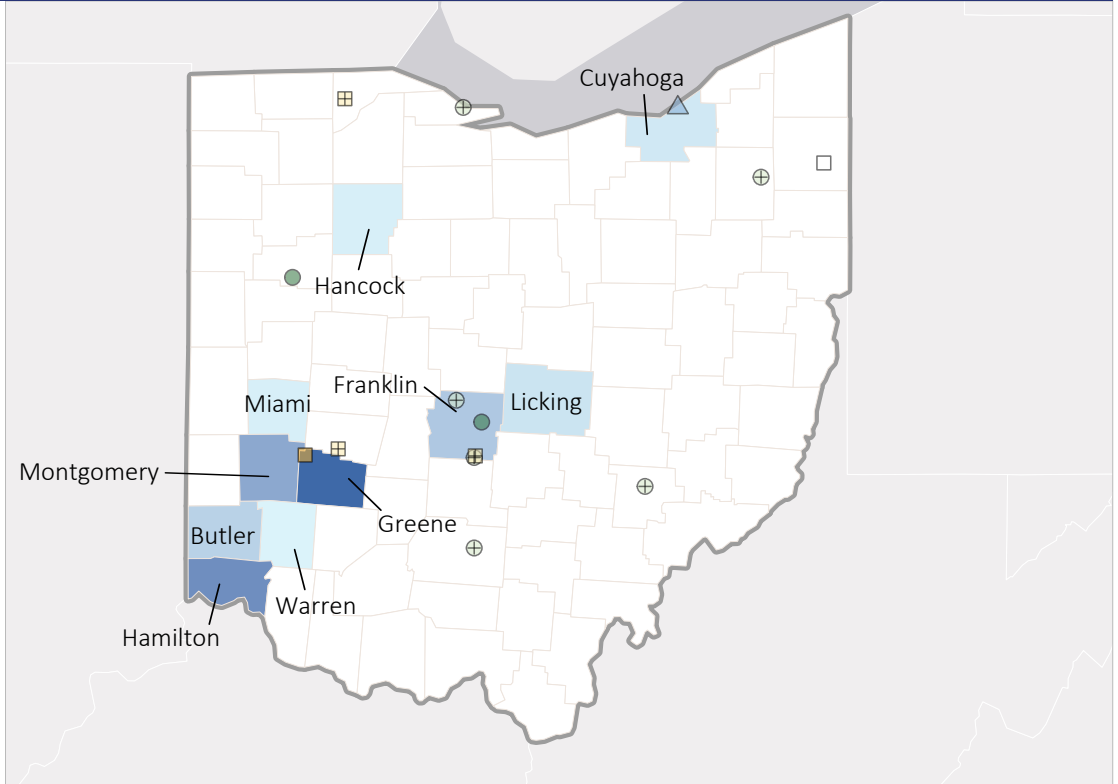 Cuyahoga
Hancock
Franklin
Miami
Licking
Montgomery
Greene
Butler
Warren
Hamilton